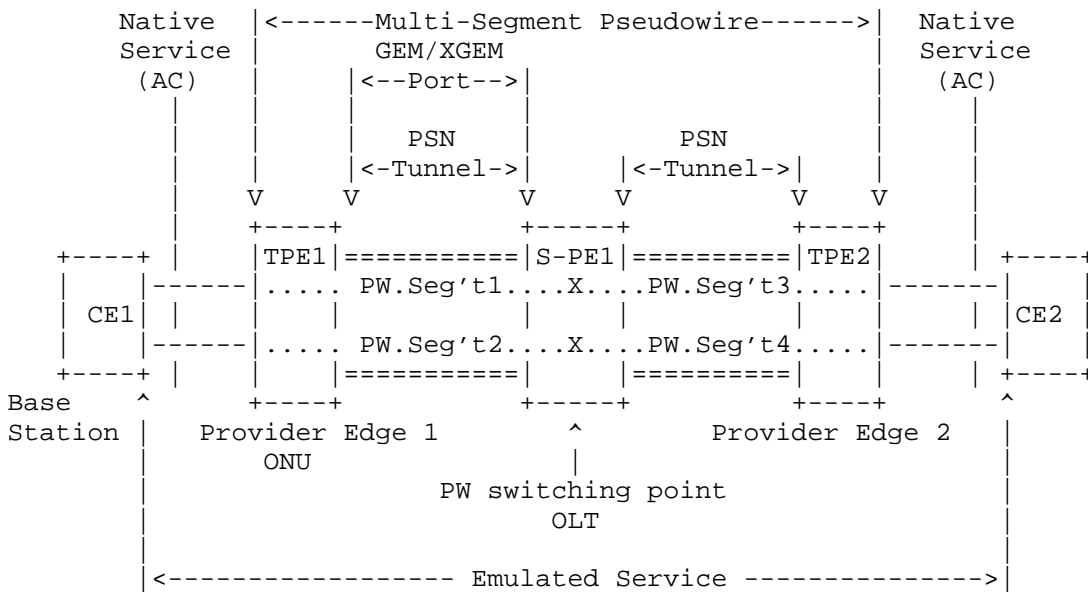 Native |<------Multi-Segment Pseudowire------>| Native
Service | GEM/XGEM | Service
(AC) | |<--Port-->| | (AC)
| | | | | |
| | | PSN | PSN | |
| | |<-Tunnel->| |<-Tunnel->| | |
| V V V V V V |
| +----+ +-----+ +----+ |
+----+ | |TPE1|==========|S-PE1|==========|TPE2| | +----+
| |------|..... PW.Seg't1....X....PW.Seg't3.....|-------| |
| CE1| | | | | | | | | |CE2 |
| |------|..... PW.Seg't2....X....PW.Seg't4.....|-------| |
+----+ | | |==========| |==========| | | +----+
Base ^ +----+ +-----+ +----+ ^
Station | Provider Edge 1 ^ Provider Edge 2 |
| ONU | |
| PW switching point |
| OLT |
| |
|<------------------ Emulated Service --------------->|